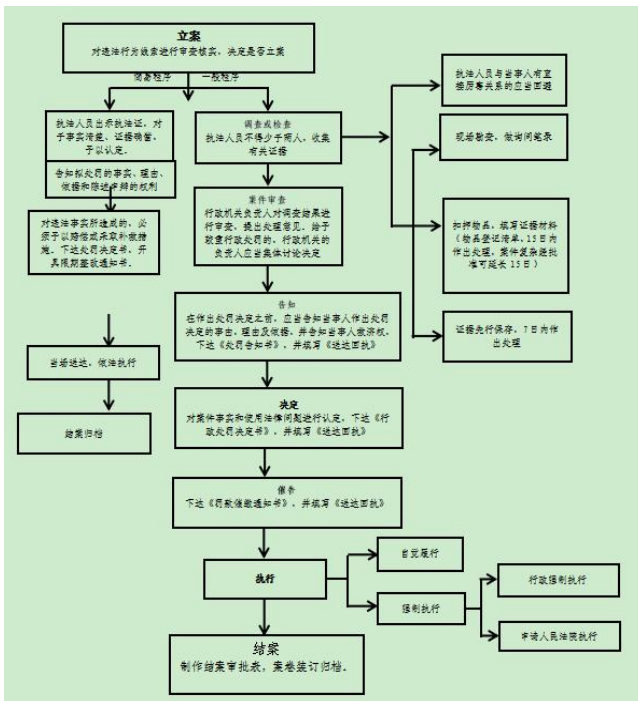 立案
对违法行为线索进行审查核实，决定是否立案
简易程序
一般程序
执法人员出示执法证，对
于事实清楚、证据确凿，
予以认定。
告知拟处罚的事实、理由、
依据和陈述申辩的权利
对违法事实所造成的，必
须予以赔偿或采取补救措
施。下达处罚决定书，开
具限期整改通知书。
当场送达，做法执行
结案归档
调查或检查
执法人员不得少于两人，收集
有关证据
案件审查
行政机关负责人对调查结果进
行审查，提出处理意见。给予
较重行政处罚的，行政机关的
负责人应当集体讨论决定
告知
在作出处罚决定之前，应当告知当事人作出处罚
决定的事由、理由及依据，并告知当事人救济权，
下达《处罚告知书》，并填写《送达回执》
决定
对案件事实和使用法律问题进行认定，下达《行
政处罚决定书》，并填写《送达回执》
催告
下达《罚款催缴通知书》，并填写《送达回执》
执行
自觉履行
强制执行
行政强制执行
申请人民法院执行
结案
制作结案审批表，案卷装订归档．
执法人员与当事人有直
接厉害关系的应当回避
现场勘查，做询问笔录
扣押物品，填写证据材料
（物品登记清单，15日内
作出处理，案件复杂经批
准可延长15日）
证据先行保存，7日内作
出处理